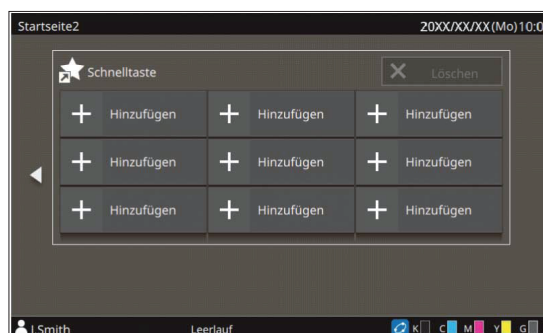 Startseite2 20XX/XX/XX(Mo)10:0
Schnelltaste Löschen
Hinzufügen Hinzufügen Hinzufügen
Hinzufügen Hinzufügen Hinzufügen
Hinzufügen Hinzufügen Hinzufügen
J.Smith Leerlauf K C M Y G